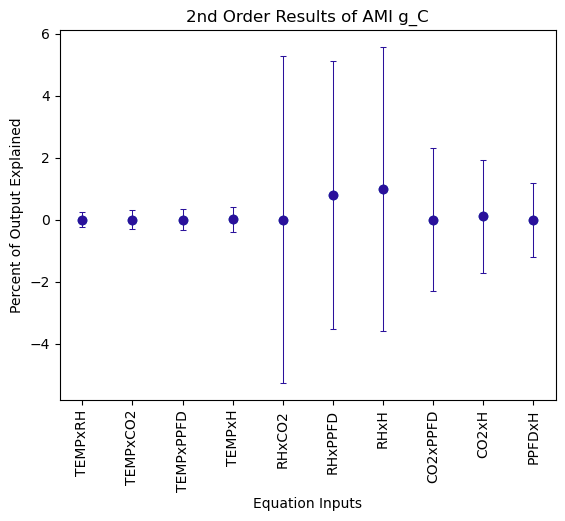 2nd Order Results of AMI g_C
Percent of Output Explained
6
4
2
0
−2
−4
TEMPxRH
TEMPxCO2
TEMPxPPFD
TEMPxH
RHxCO2
RHxPPFD
RHxH
CO2xPPFD
CO2xH
PPFDxH
Equation Inputs